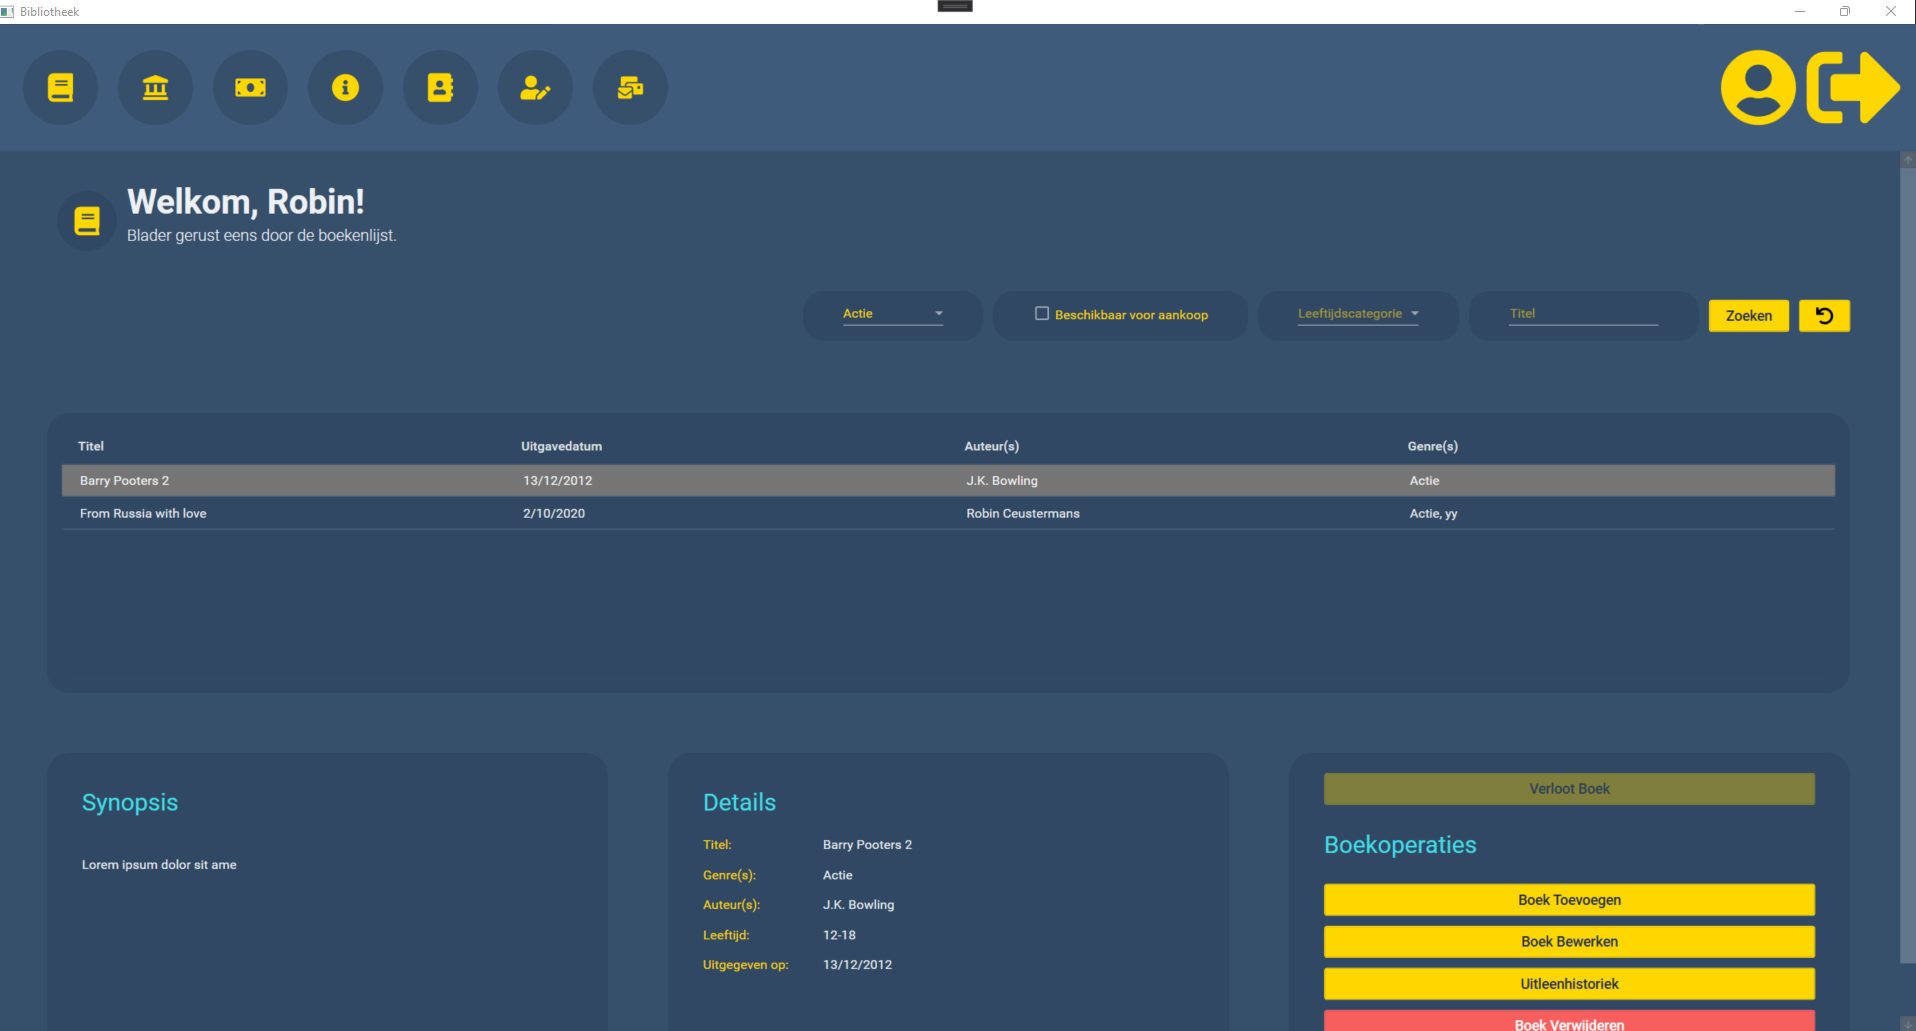 Bibliotheek
Welkom, Robin!
Blader gerust eens door de boekenlijst.
Actie
Beschikbaar voor aankoop
Leeftijdscategorie
Titel
Zoeken
Titel Uitgavedatum Auteur(s) Genre(s)
Barry Pooters 2 13/12/2012 J.K. Bowling Actie
From Russia with love 2/10/2020 Robin Ceustermans Actie, yy
Synopsis
Lorem ipsum dolor sit ame
Details
Titel: Barry Pooters 2
Genre(s): Actie
Auteur(s): J.K. Bowling
Leeftijd: 12-18
Uitgegeven op: 13/12/2012
Verloot Boek
Boekoperaties
Boek Toevoegen
Boek Bewerken
Uitleenhistoriek
Boek Verwijderen